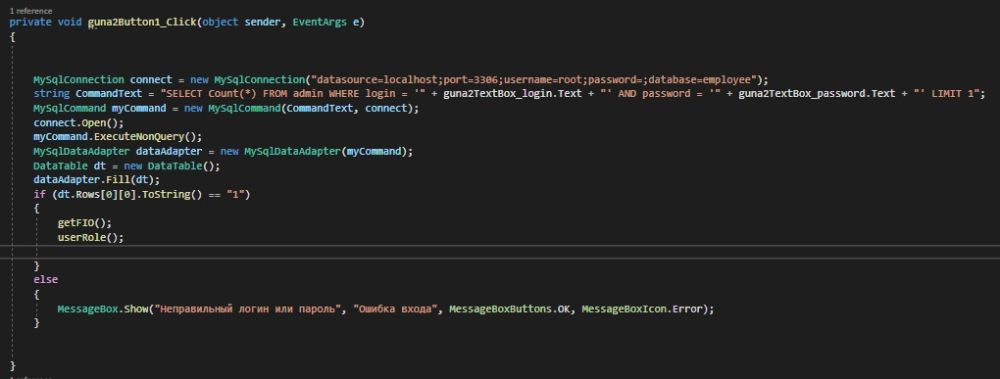 1 reference
private void guna2Button1_Click(object sender, EventArgs e)
{
MySqlConnection connect = new MySqlConnection("datasource=localhost;port=3306;username=root;password=;database=employee");
string CommandText = "SELECT Count(*) FROM admin WHERE login = '" + guna2TextBox_login.Text + "' AND password = '" + guna2TextBox_password.Text + "' LIMIT 1";
MySqlCommand myCommand = new MySqlCommand(CommandText, connect);
connect.Open();
myCommand.ExecuteNonQuery();
MySqlDataAdapter dataAdapter = new MySqlDataAdapter(myCommand);
DataTable dt = new DataTable();
dataAdapter.Fill(dt);
if (dt.Rows[0][0].ToString() == "1")
{
getFIO();
userRole();
}
else
{
MessageBox.Show("Неправильный логин или пароль", "Ошибка входа", MessageBoxButtons.OK, MessageBoxIcon.Error);
}
}